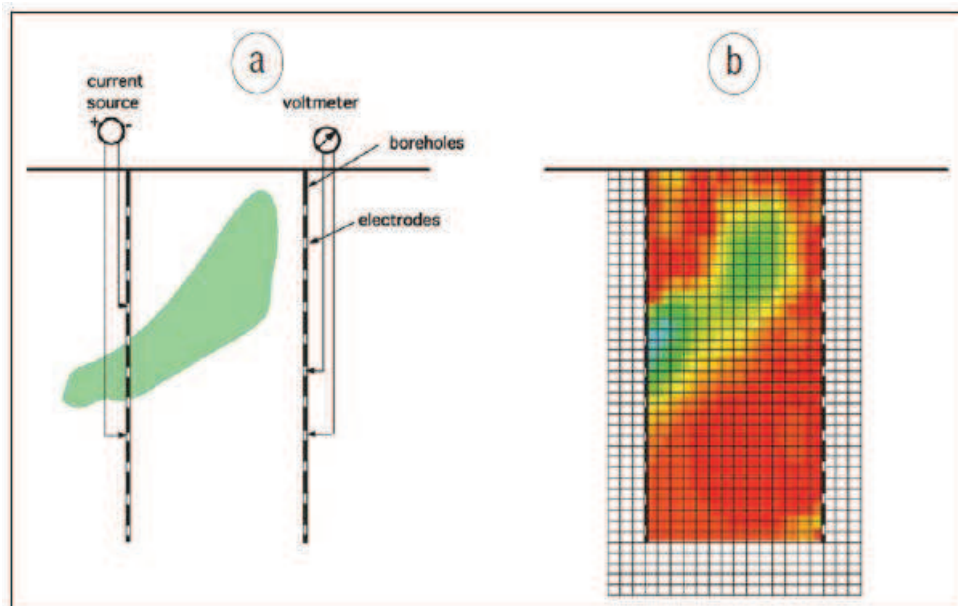 a
b
current
source
+ -
voltmeter
boreholes
electrodes